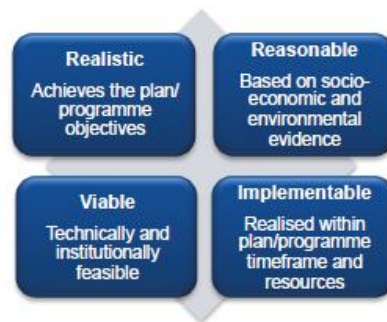 Realistic
Achieves the plan/
programme
objectives
Reasonable
Based on socio-
economic and
environmental
evidence
Viable
Technically and
institutionally
feasible
Implementable
Realised within
plan/programme
timeframe and
resources